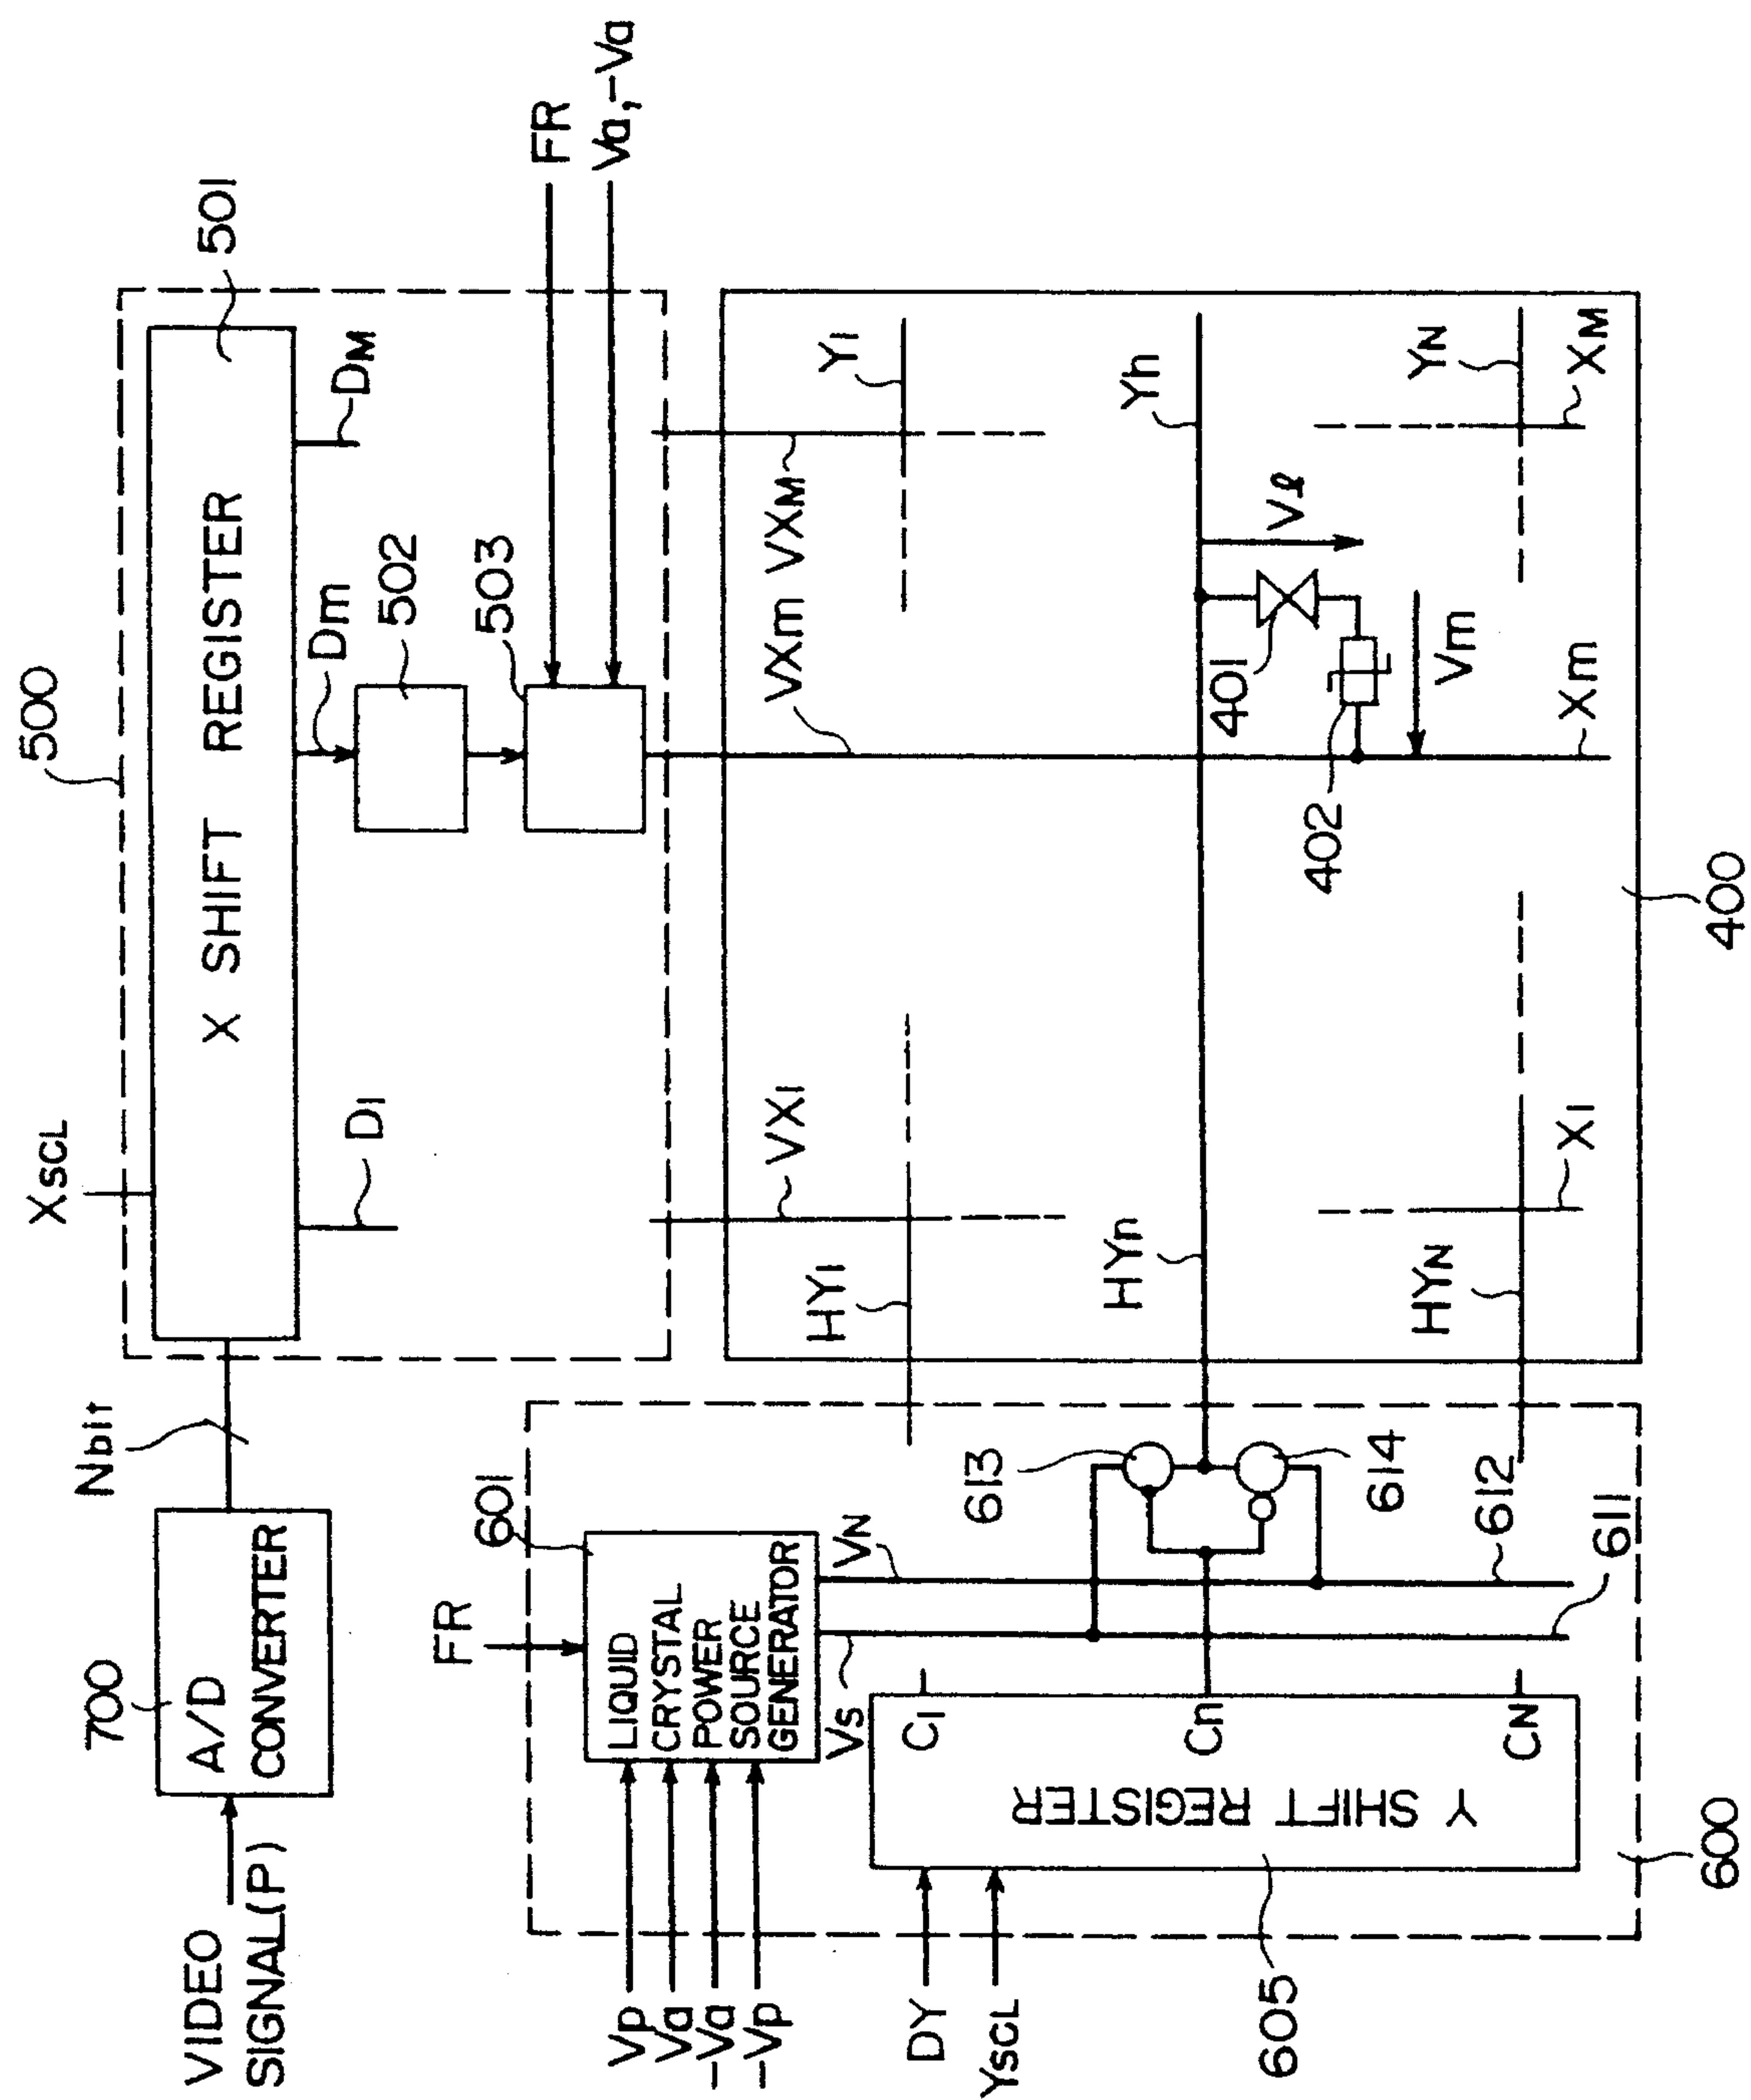 500
XSCL
501
X SHIFT REGISTER
Nbit
700
A/D
CONVERTER
VIDEO
SIGNAL(P)
D1
Dm
DM
502
503
FR
Va,-Va
FR
601
LIQUID
CRYSTAL
POWER
SOURCE
GENERATOR
Vp
Va
-Va
-Vp
VS
VN
DY
YSCL
605
Y SHIFT REGISTER
C1
Cn
CN
613
614
612
611
600
VX1
VXm
VXM
HY1
HYn
HYN
Y1
Yh
YN
X1
Xm
XM
401
402
Vℓ
Vm
400